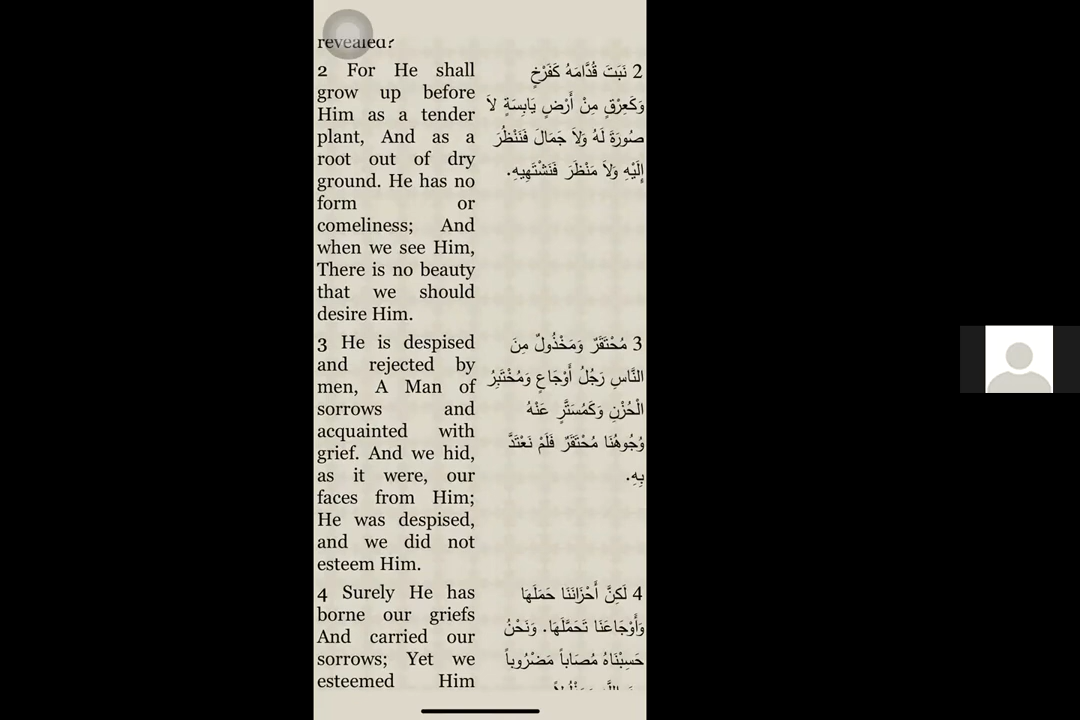 revealed?
2 For He shall
grow up before
Him as a tender
plant, And as a
root out of dry
ground. He has no
form or
comeliness; And
when we see Him,
There is no beauty
that we should
desire Him.
3 He is despised
and rejected by
men, A Man of
sorrows and
acquainted with
grief. And we hid,
as it were, our
faces from Him;
He was despised,
and we did not
esteem Him.
4 Surely He has
borne our griefs
And carried our
sorrows; Yet we
esteemed Him
2 نَبَتَ قُدَّامَهُ كَفَرْخٍ
وَكَعِرْقٍ مِنْ أَرْضٍ يَابِسَةٍ لاَ
صُورَةَ لَهُ وَلاَ جَمَالَ فَنَنْظُرَ
إِلَيْهِ وَلاَ مَنْظَرَ فَنَشْتَهِيهِ.
3 مُحْتَقَرٌ وَمَخْذُولٌ مِنَ
النَّاسِ رَجُلُ أَوْجَاعٍ وَمُخْتَبِرُ
الْحُزْنِ وَكَمُسَتَّرٍ عَنْهُ
وُجُوهُنَا مُحْتَقَرٌ فَلَمْ نَعْتَدَّ
بِهِ.
4 لَكِنَّ أَحْزَانَنَا حَمَلَهَا
وَأَوْجَاعَنَا تَحَمَّلَهَا. وَنَحْنُ
حَسِبْنَاهُ مُصَاباً مَضْرُوباً